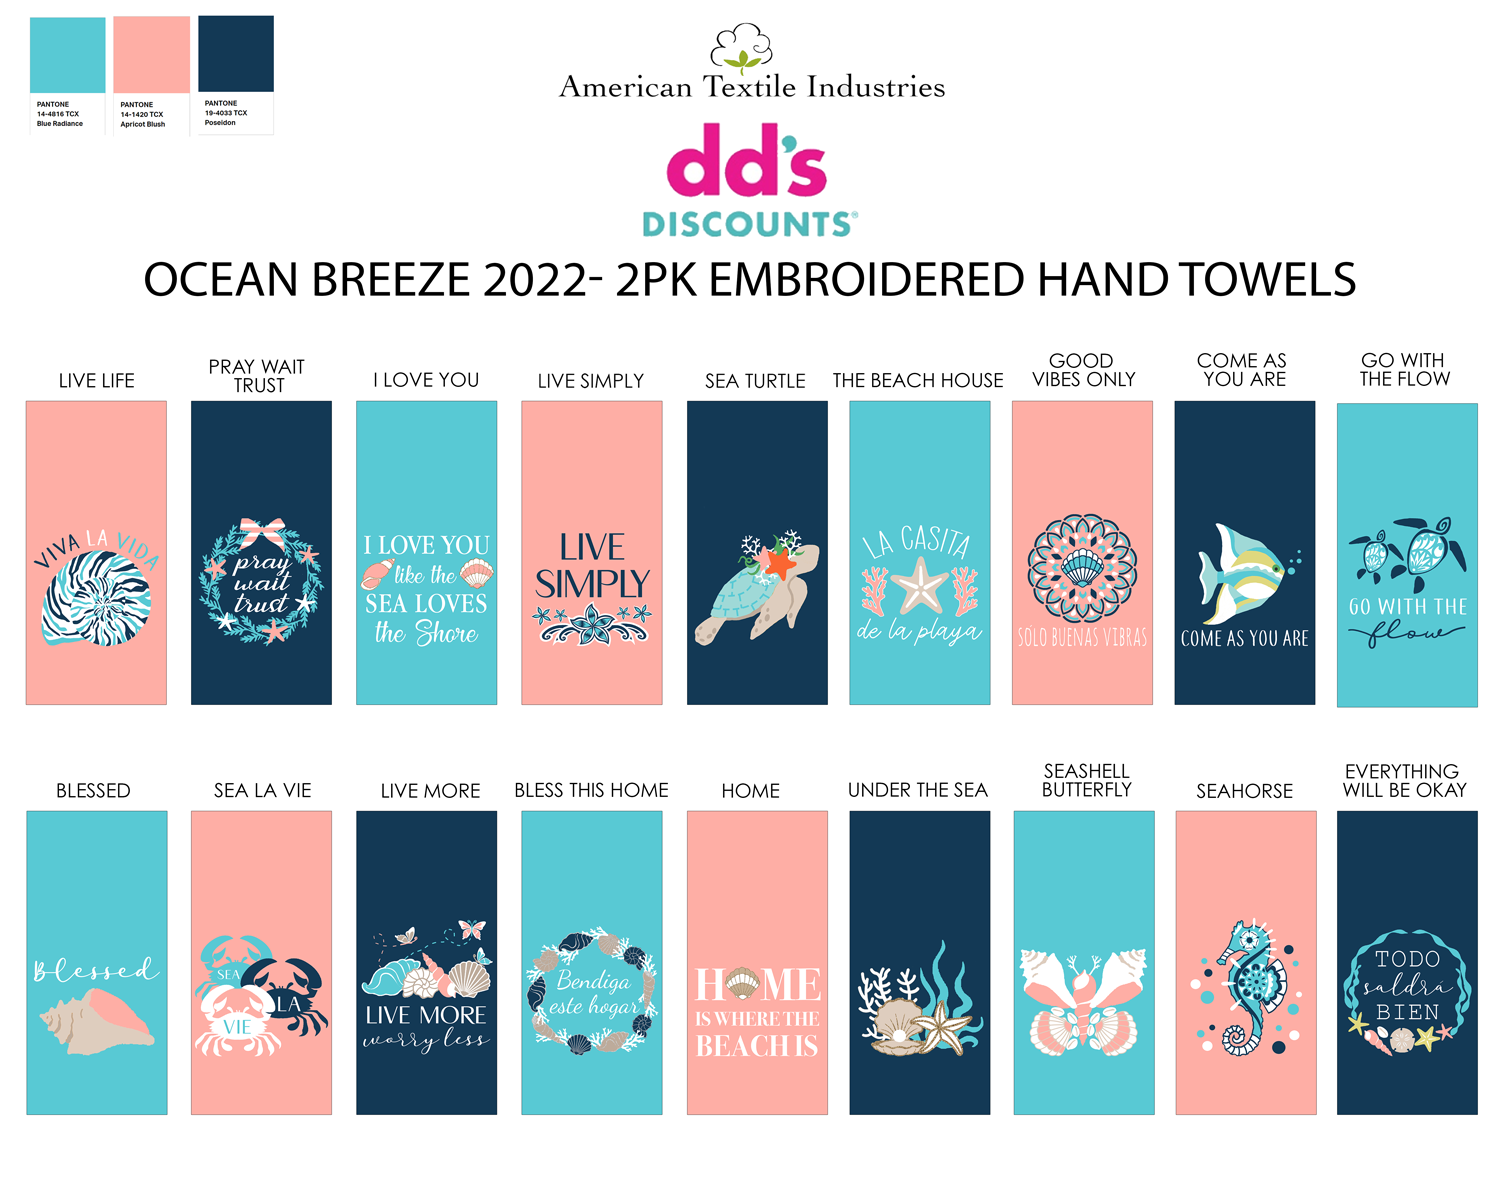 PANTONE
14-4816 TCX
Blue Radiance
PANTONE
14-1420 TCX
Apricot Blush
PANTONE
19-4033 TCX
Poseidon
American Textile Industries
dd's
DISCOUNTS®
OCEAN BREEZE 2022- 2PK EMBROIDERED HAND TOWELS
LIVE LIFE
PRAY WAIT
TRUST
I LOVE YOU
LIVE SIMPLY
SEA TURTLE
THE BEACH HOUSE
GOOD
VIBES ONLY
COME AS
YOU ARE
GO WITH
THE FLOW
VIVA LA VIDA
pray
wait
trust
I LOVE YOU
like the
SEA LOVES
the Shore
LIVE
SIMPLY
LA CASITA
de la playa
SOLO BUENAS VIBRAS
COME AS YOU ARE
GO WITH THE
flow
BLESSED
SEA LA VIE
LIVE MORE
BLESS THIS HOME
HOME
UNDER THE SEA
SEASHELL
BUTTERFLY
SEAHORSE
EVERYTHING
WILL BE OKAY
Blessed
SEA
LA
VIE
LIVE MORE
worry less
Bendiga
este hogar
HOME
IS WHERE THE
BEACH IS
TODO
saldrá
BIEN